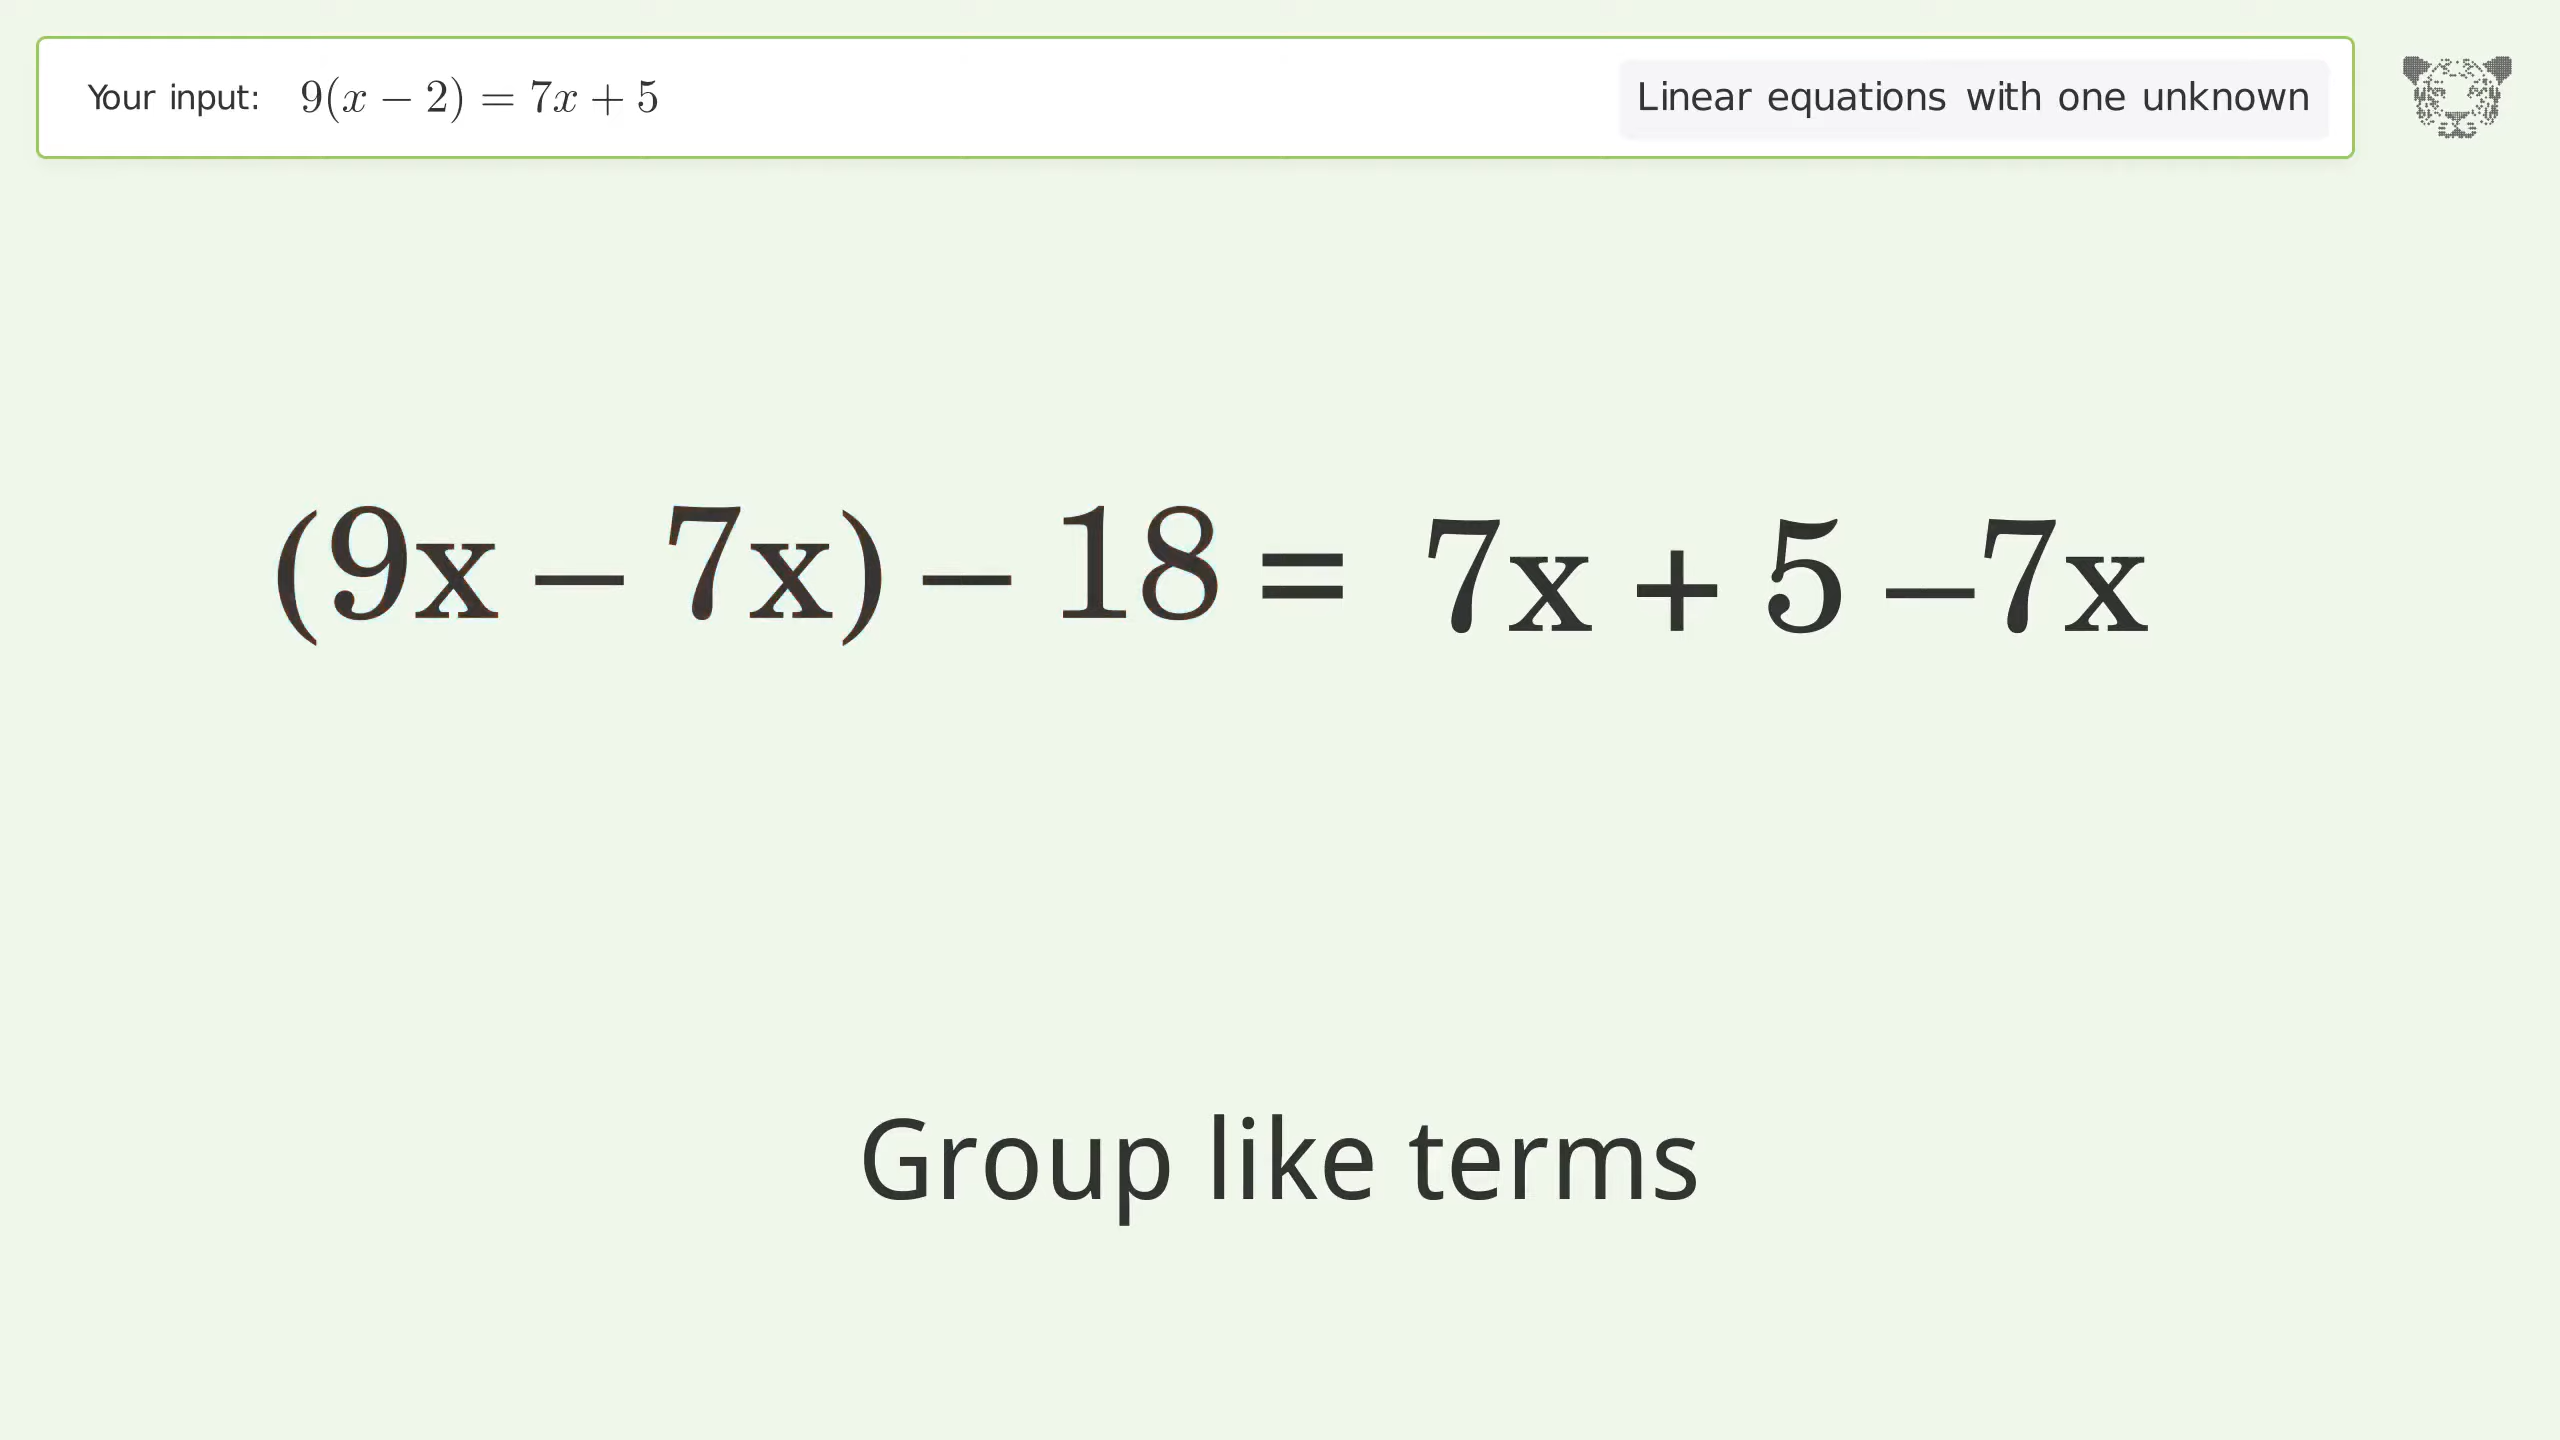 Your input: 9(x − 2) = 7x + 5 Linear equations with one unknown
(9x − 7x) − 18 = 7x + 5 −7x
Group like terms